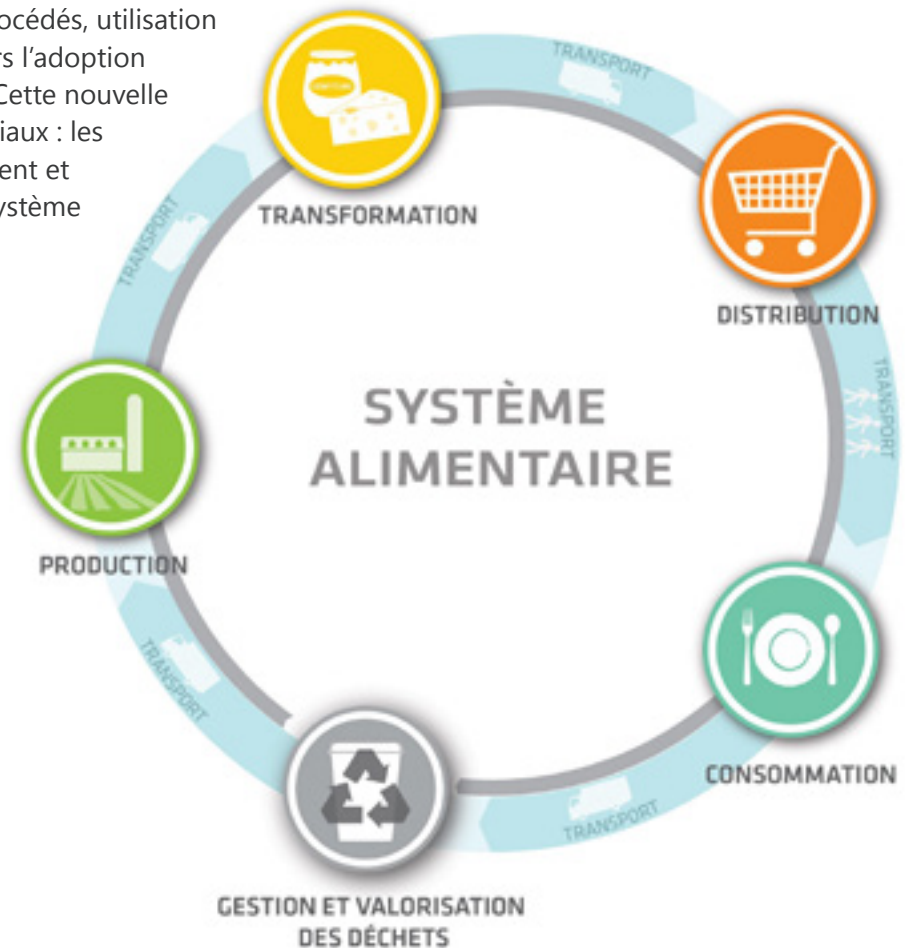 océdés, utilisation
rs l'adoption
Cette nouvelle
iaux : les
ent et
ystème
TRANSPORT
TRANSFORMATION
TRANSPORT
DISTRIBUTION
TRANSPORT
SYSTÈME
ALIMENTAIRE
PRODUCTION
TRANSPORT
CONSOMMATION
TRANSPORT
GESTION ET VALORISATION
DES DÉCHETS